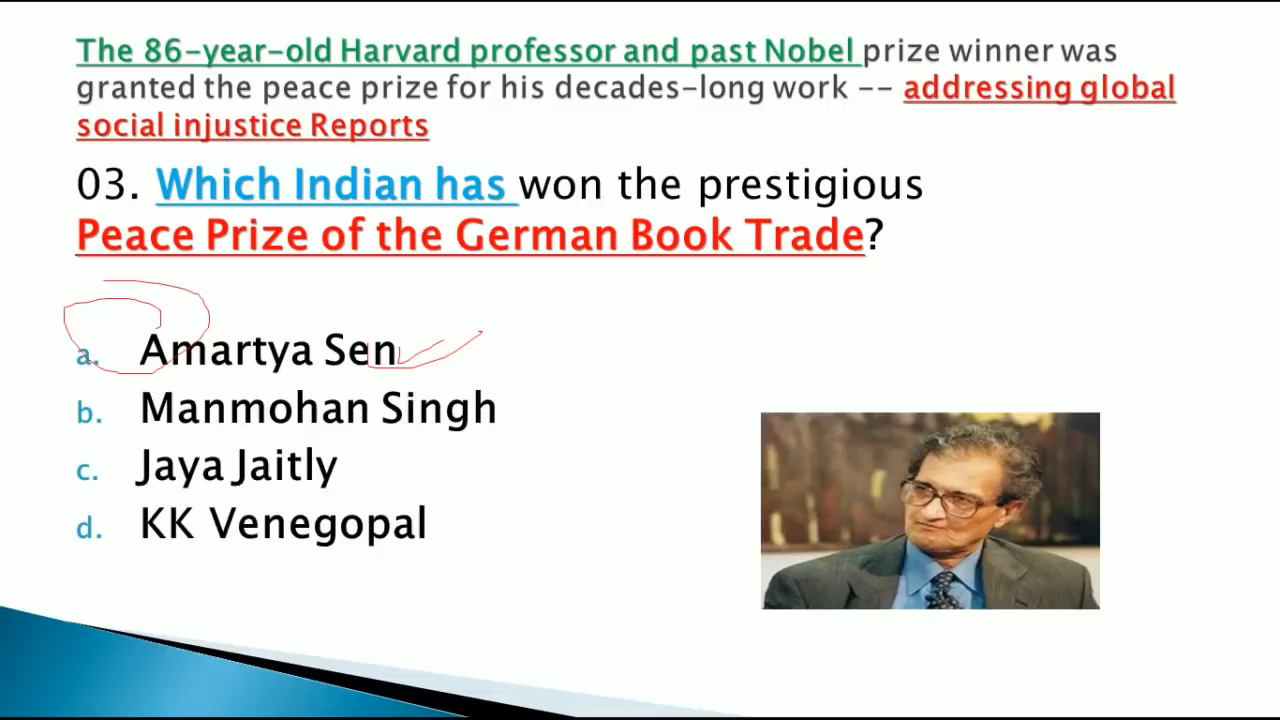 The 86-year-old Harvard professor and past Nobel prize winner was
granted the peace prize for his decades-long work -- addressing global
social injustice Reports
03. Which Indian has won the prestigious
Peace Prize of the German Book Trade?
a. Amartya Sen
b. Manmohan Singh
c. Jaya Jaitly
d. KK Venegopal